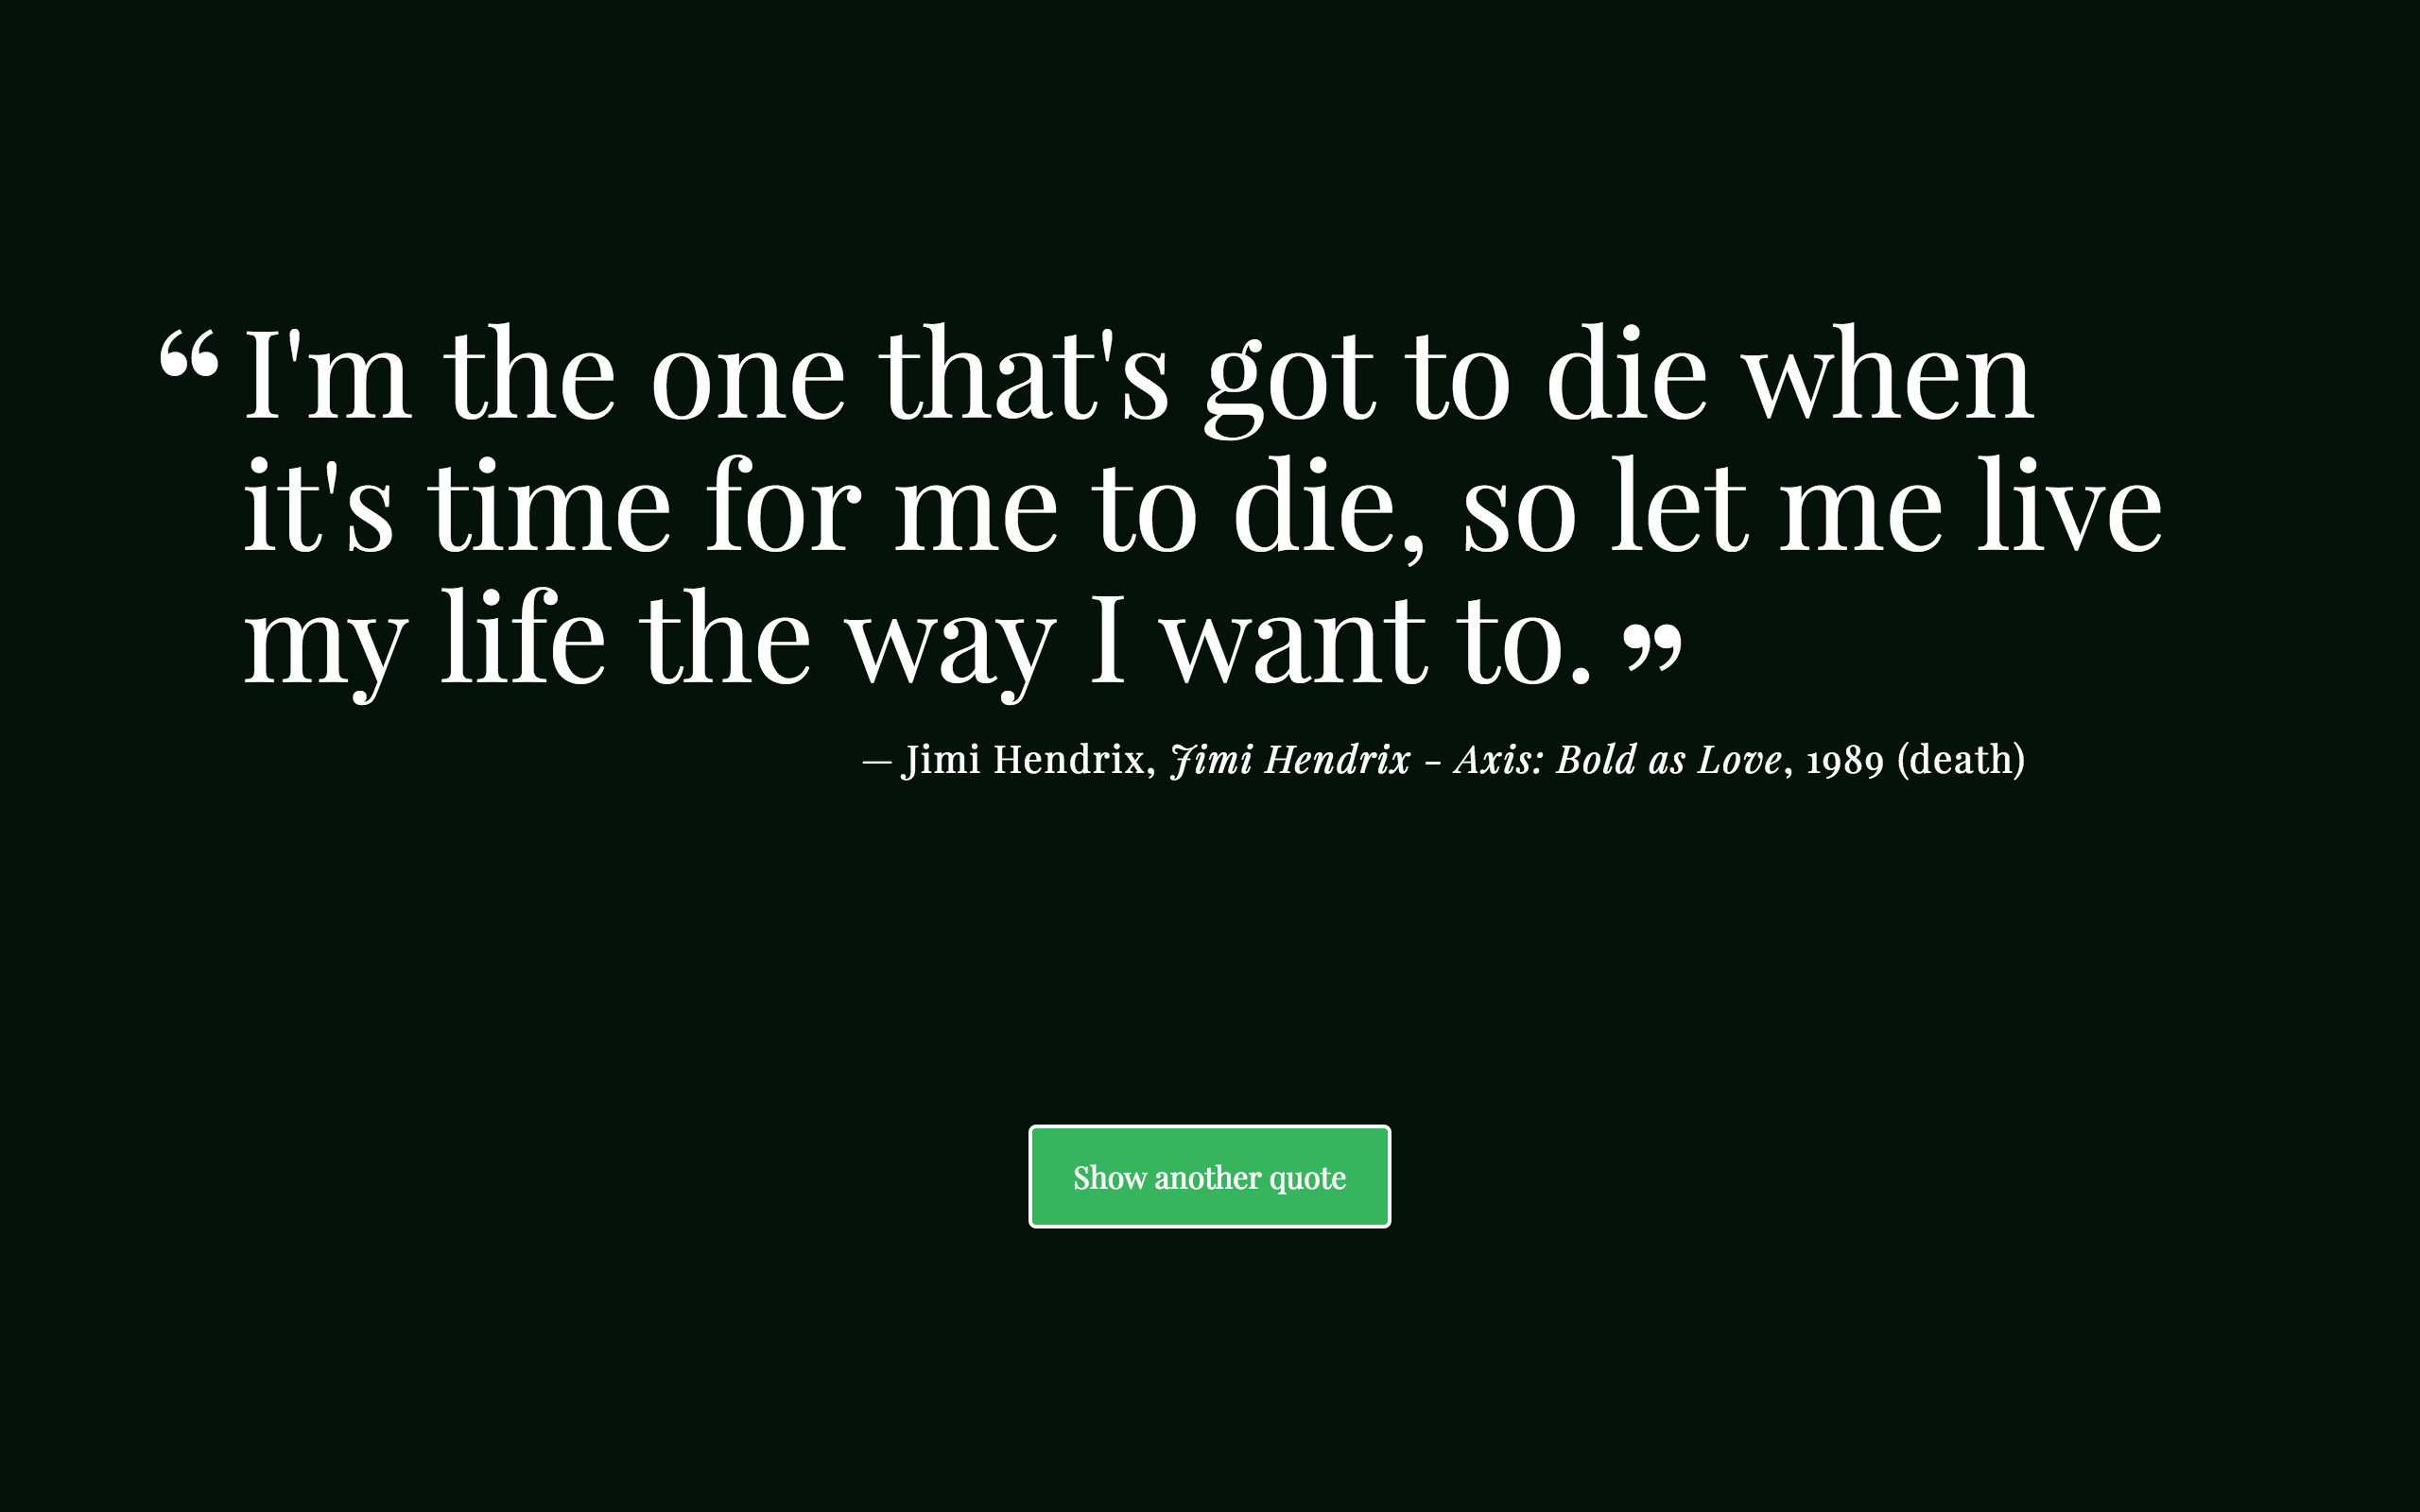 “ I'm the one that's got to die when
it's time for me to die, so let me live
my life the way I want to. ”
— Jimi Hendrix, Jimi Hendrix - Axis: Bold as Love, 1989 (death)
Show another quote